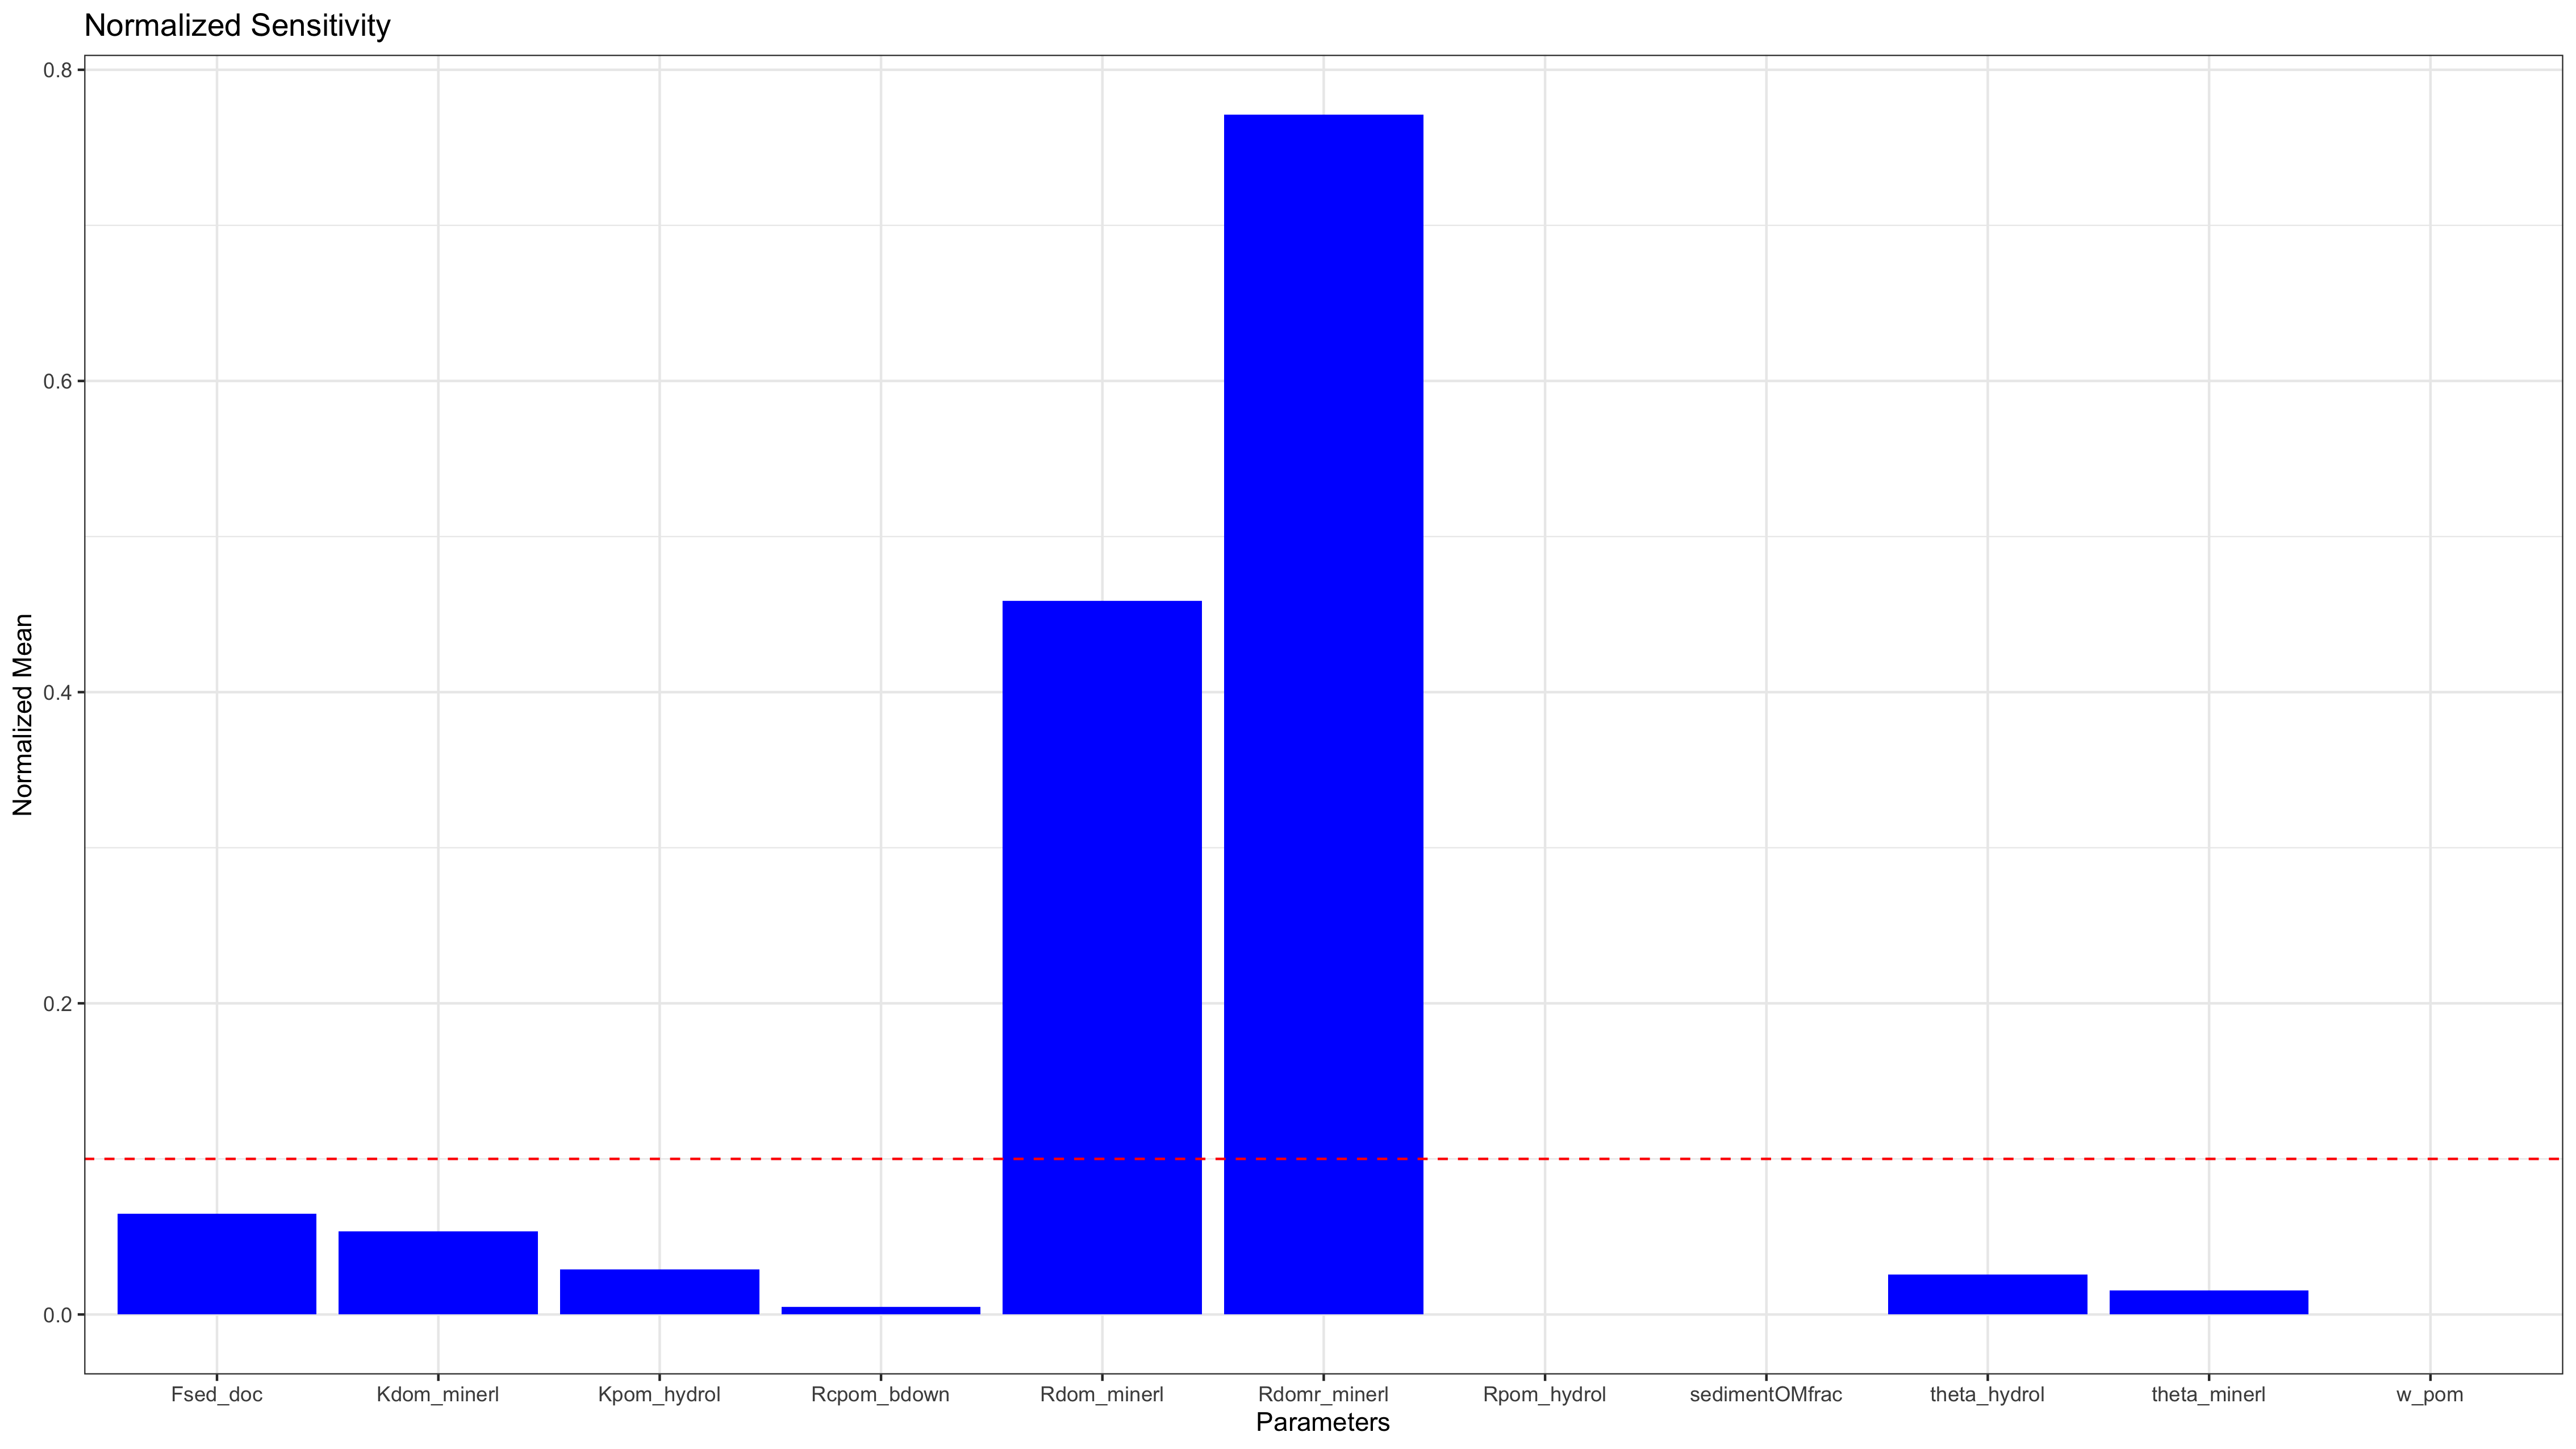 Normalized Sensitivity
Normalized Mean
0.8
0.6
0.4
0.2
0.0
Fsed_doc
Kdom_minerl
Kpom_hydrol
Rcpom_bdown
Rdom_minerl
Rdomr_minerl
Rpom_hydrol
sedimentOMfrac
theta_hydrol
theta_minerl
w_pom
Parameters